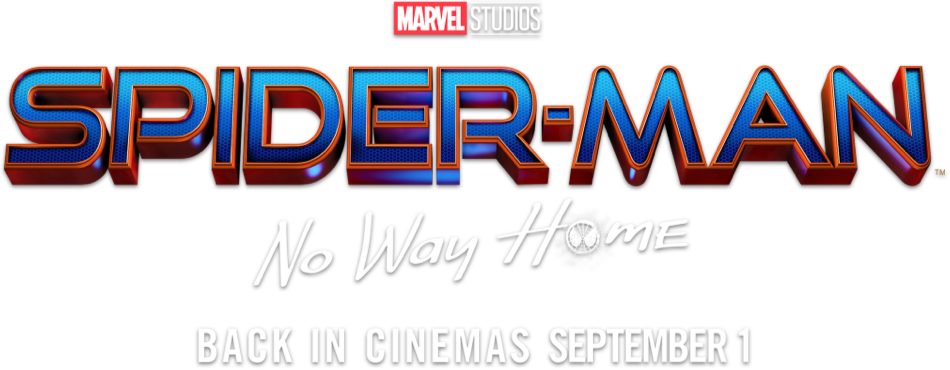 MARVEL STUDIOS
SPIDER-MAN™
No Way Home
BACK IN CINEMAS SEPTEMBER 1